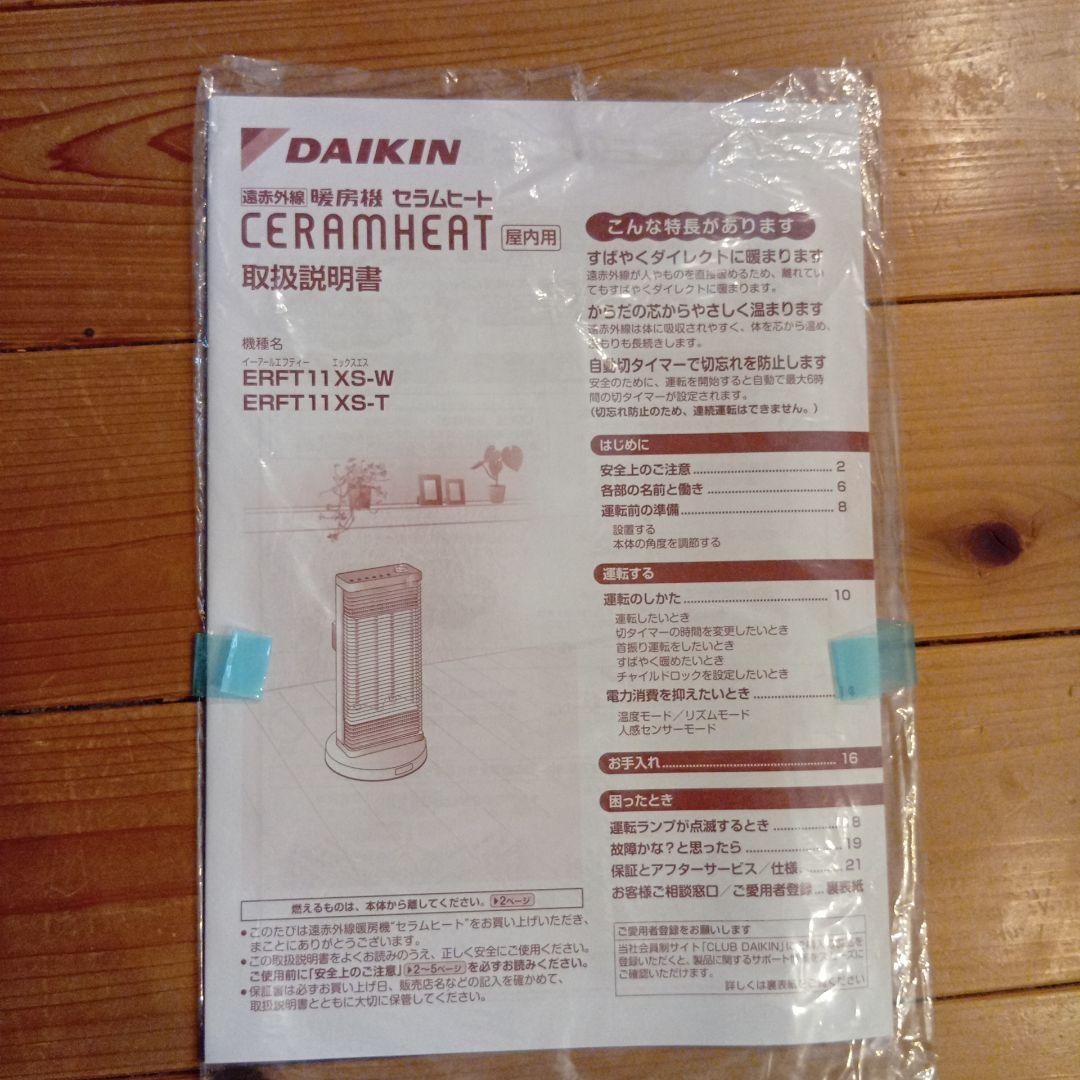 DAIKIN
遠赤外線 暖房機 セラムヒート
CERAMHEAT 屋内用
取扱説明書
機種名
イーアールエフティー エックスエス
ERFT11XS-W
ERFT11XS-T
燃えるものは、本体から離してください。 2ページ
●このたびは遠赤外線暖房機“セラムヒート”をお買い上げいただき、
まことにありがとうございます。
●この取扱説明書をよくお読みのうえ、正しく安全にご使用ください。
ご使用前に「安全上のご注意」 2〜5ページ を必ずお読みください。
●保証書は必ずお買い上げ日、販売店名などの記入を確かめて、
取扱説明書とともに大切に保管してください。
こんな特長があります
すばやくダイレクトに暖まります
遠赤外線が人やものを直接暖めるため、離れてい
てもすばやくダイレクトに暖まります。
からだの芯からやさしく温まります
遠赤外線は体に吸収されやすく、体を芯から温め、
もりも長続きします。
自動切タイマーで切忘れを防止します
安全のために、運転を開始すると自動で最大6時
間の切タイマーが設定されます。
(切忘れ防止のため、連続運転はできません。)
はじめに
安全上のご注意 2
各部の名前と働き 6
運転前の準備 8
設置する
本体の角度を調節する
運転する
運転のしかた 10
運転したいとき
切タイマーの時間を変更したいとき
首振り運転をしたいとき
すばやく暖めたいとき
チャイルドロックを設定したいとき
電力消費を抑えたいとき
温度モード／リズムモード
人感センサーモード
お手入れ 16
困ったとき
運転ランプが点滅するとき 8
故障かな？と思ったら 19
保証とアフターサービス／仕様 21
お客様ご相談窓口／ご愛用者登録 裏表紙
ご愛用者登録をお願いします
当社会員制サイト「CLUB DAIKIN」に
登録いただくと、製品に関するサポート
ご確認いただけます。
詳しくは裏表紙をご覧ください